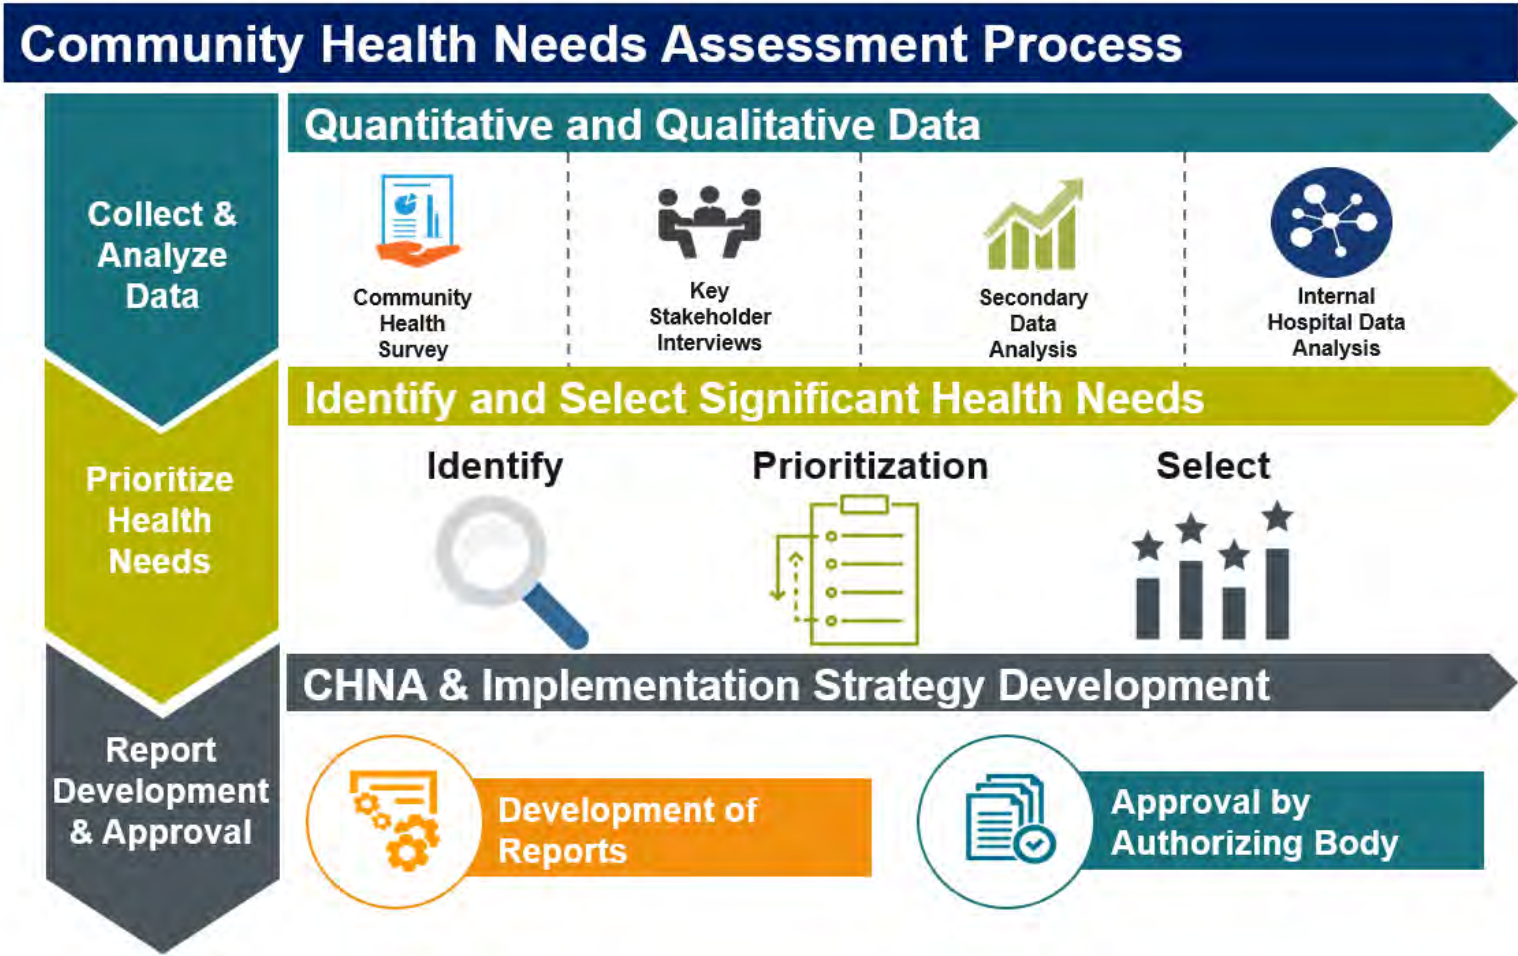 Community Health Needs Assessment Process
Collect &
Analyze
Data
Quantitative and Qualitative Data
Community
Health
Survey
Key
Stakeholder
Interviews
Secondary
Data
Analysis
Internal
Hospital Data
Analysis
Prioritize
Health
Needs
Identify and Select Significant Health Needs
Identify
Prioritization
Select
Report
Development
& Approval
CHNA & Implementation Strategy Development
Development of
Reports
Approval by
Authorizing Body